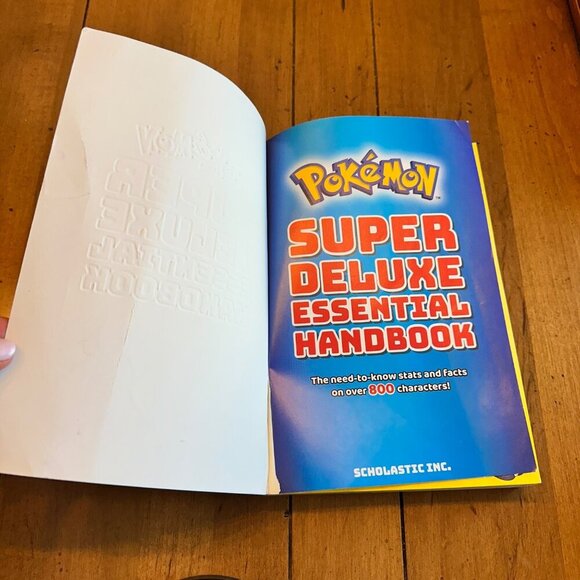 POKéMON
SUPER
DELUXE
ESSENTIAL
HANDBOOK
The need-to-know stats and facts
on over 800 characters!
SCHOLASTIC INC.